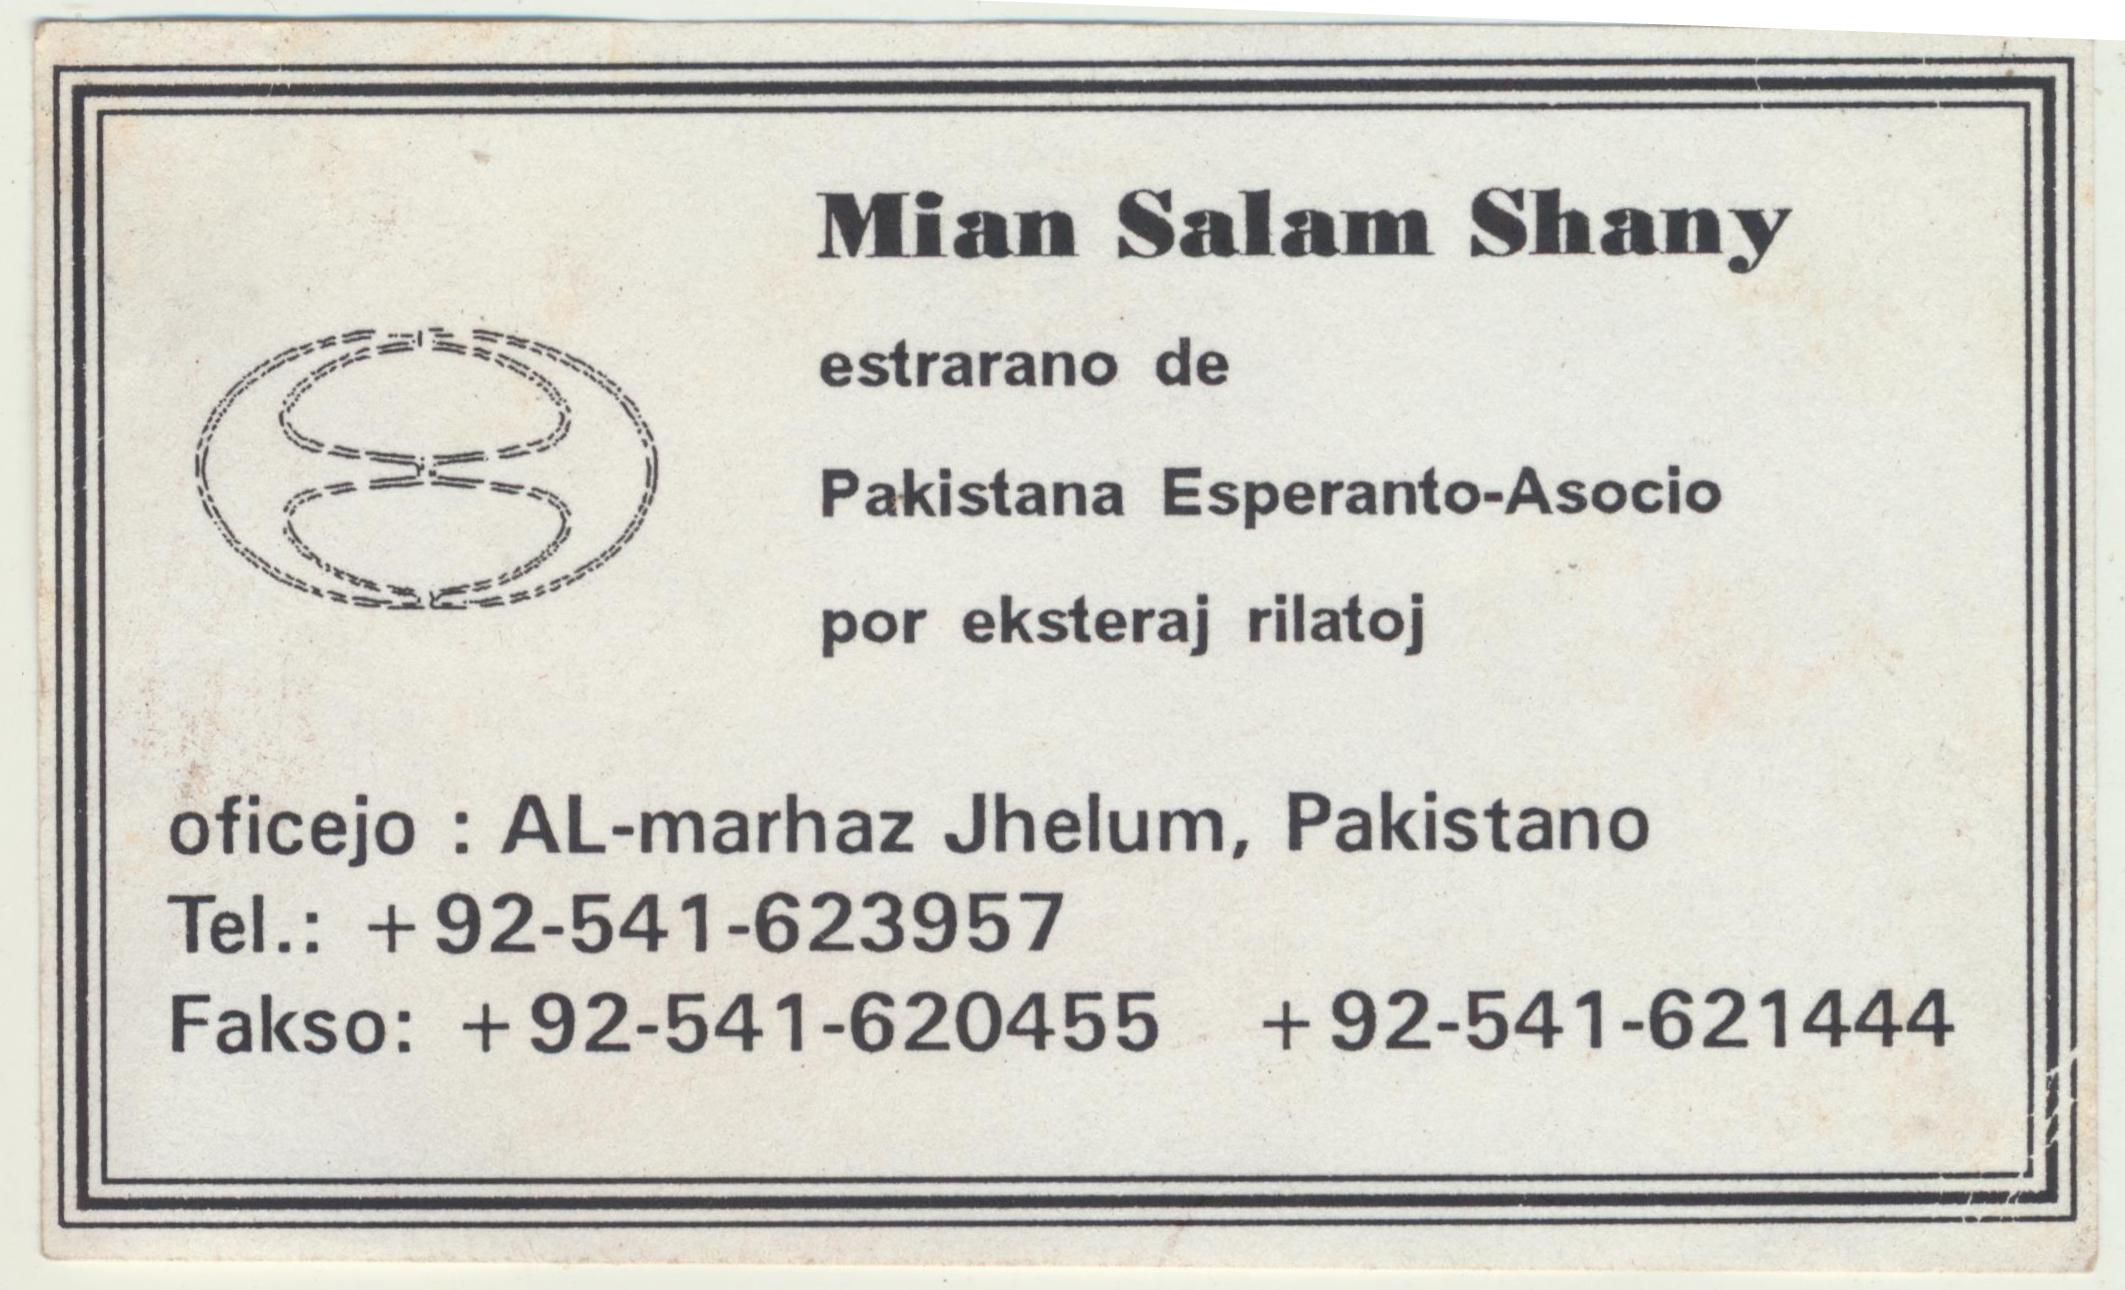 Mian Salam Shany
estrarano de
Pakistana Esperanto-Asocio
por eksteraj rilatoj
oficejo : AL-marhaz Jhelum, Pakistano
Tel.: +92-541-623957
Fakso: +92-541-620455 +92-541-621444